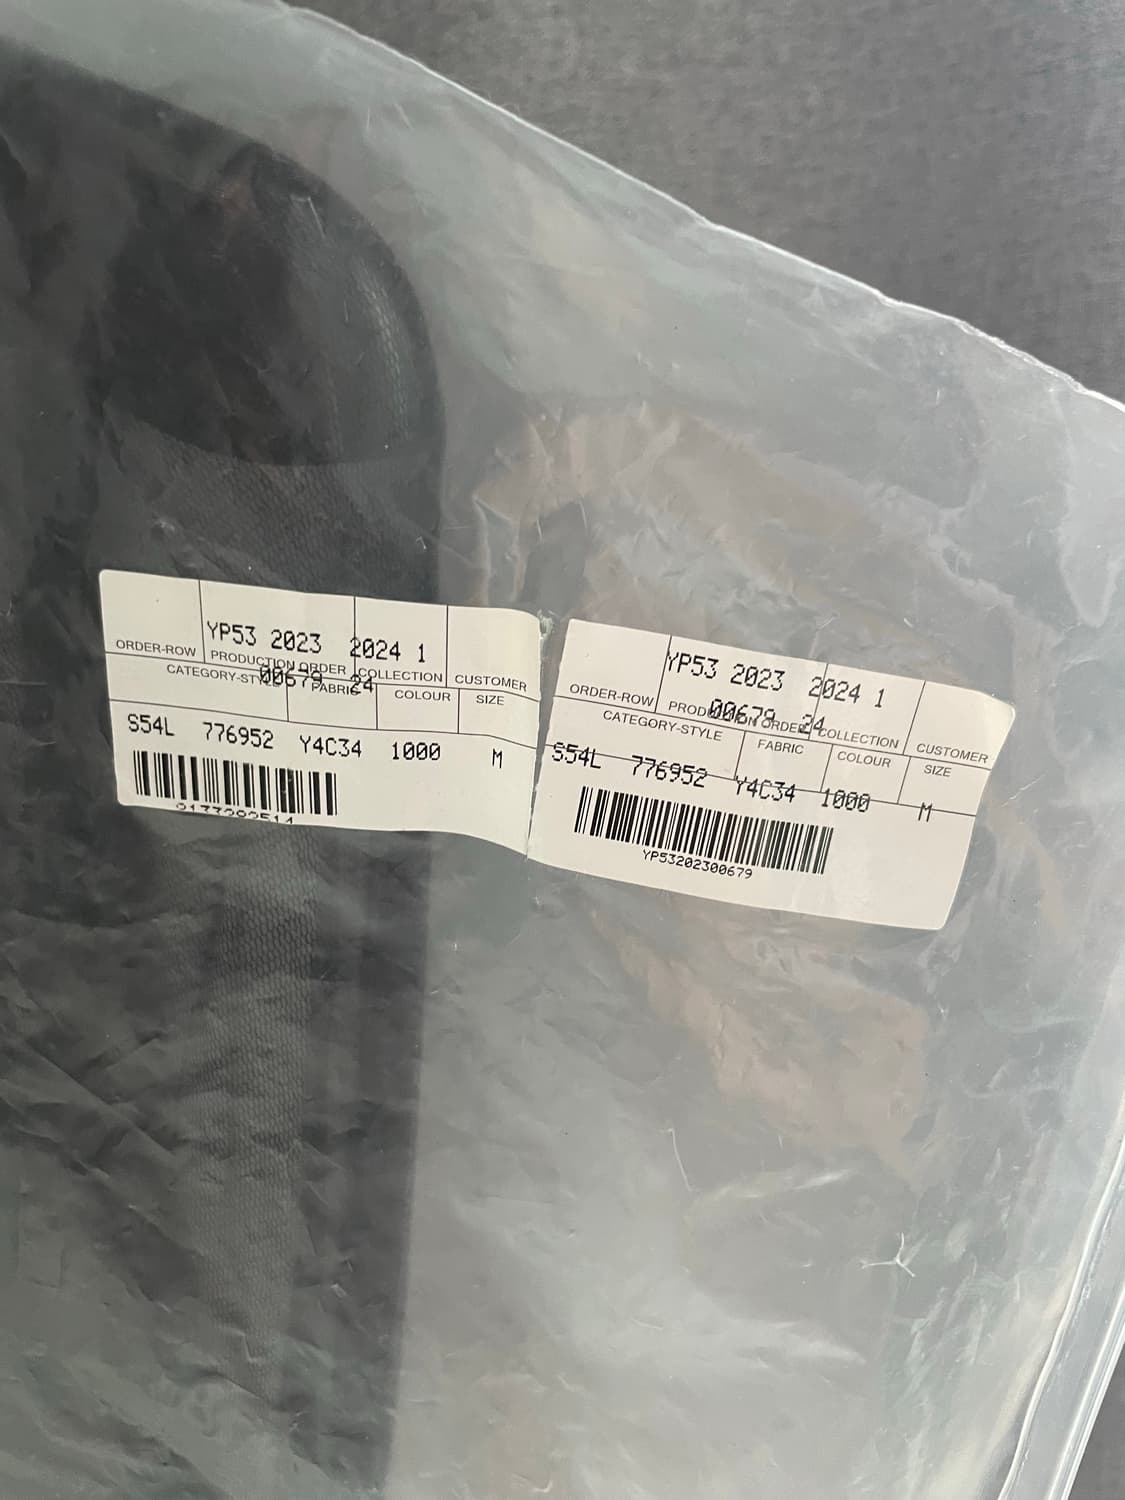 YP53 2023 2024 1
ORDER-ROW PRODUCTION ORDER COLLECTION CUSTOMER
00679 24
CATEGORY-STYLE FABRIC COLOUR SIZE
S54L 776952 Y4C34 1000 M
YP53 2023 2024 1
ORDER-ROW PRODUCTION ORDER COLLECTION CUSTOMER
00679 24
CATEGORY-STYLE FABRIC COLOUR SIZE
S54L 776952 Y4C34 1000 M
YP53202300679